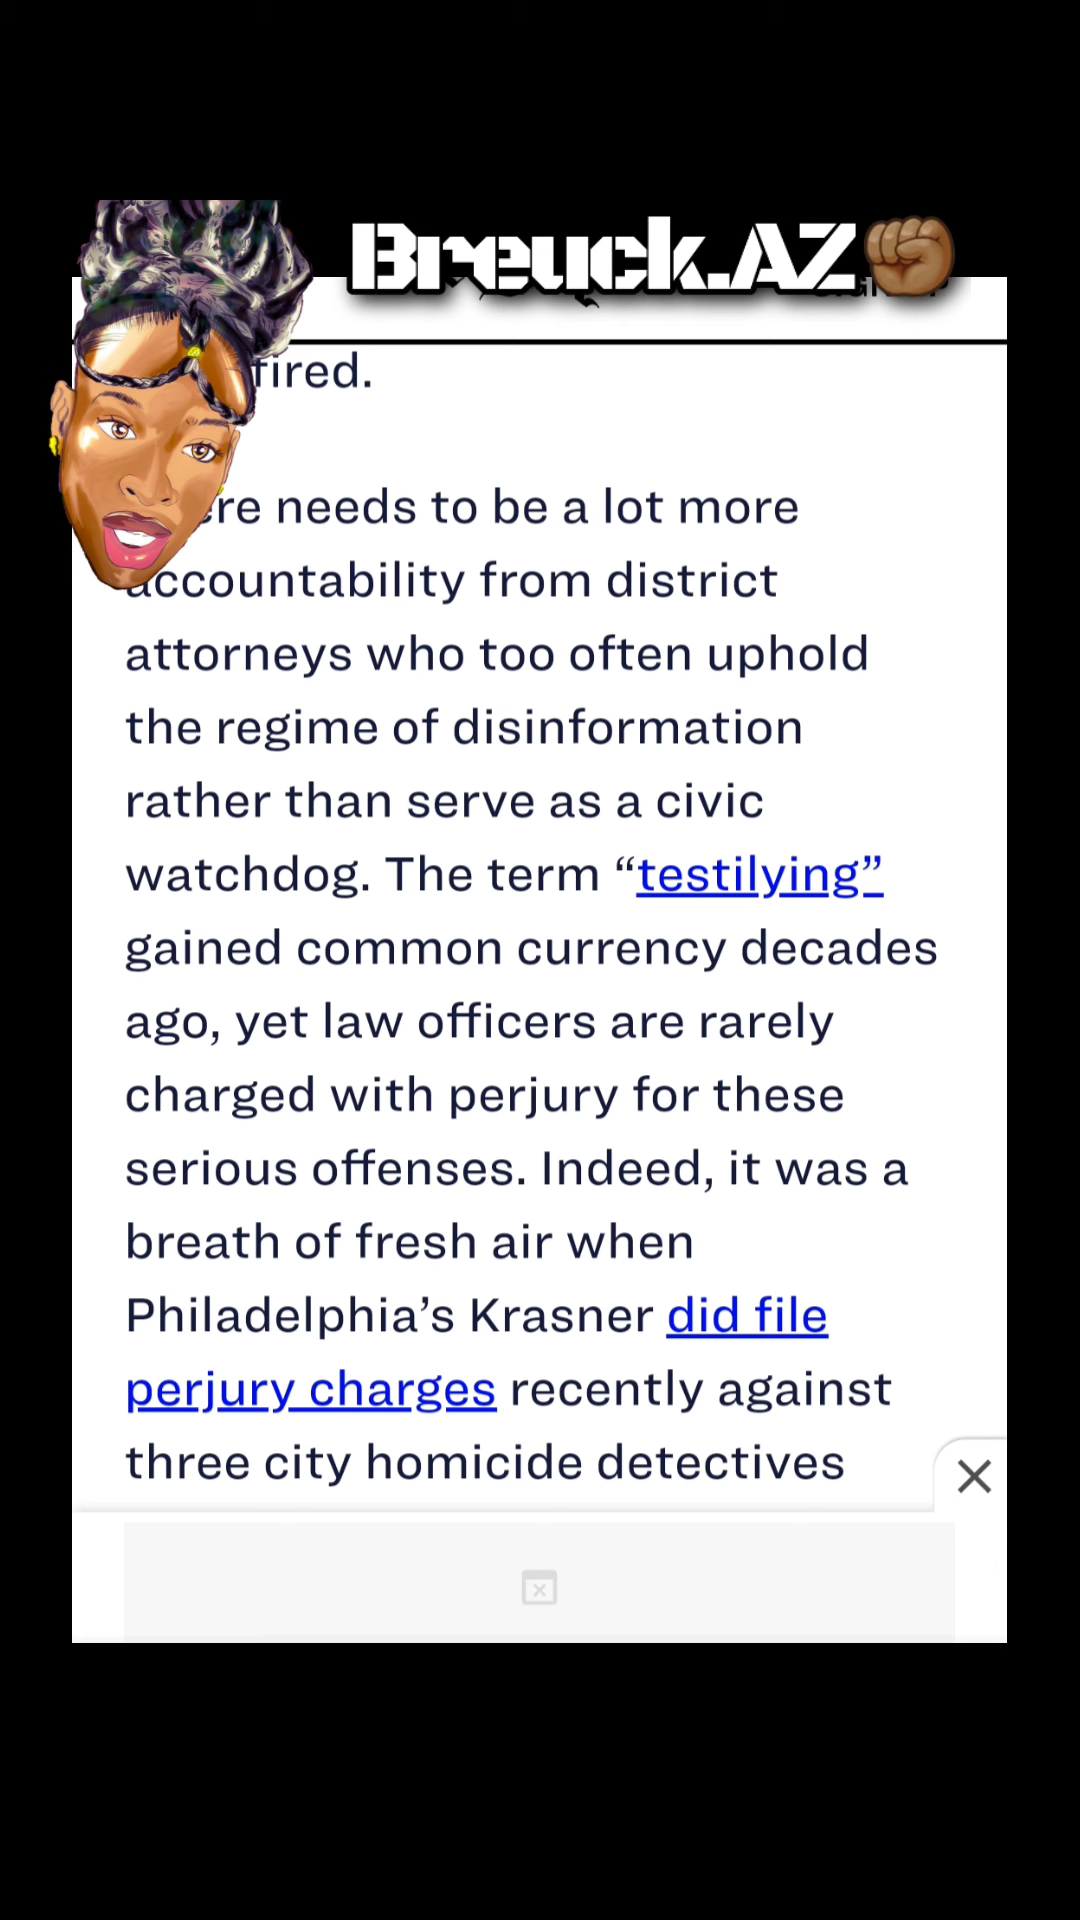 Breuck.AZ
fired.
needs to be a lot more
accountability from district
attorneys who too often uphold
the regime of disinformation
rather than serve as a civic
watchdog. The term “testilying”
gained common currency decades
ago, yet law officers are rarely
charged with perjury for these
serious offenses. Indeed, it was a
breath of fresh air when
Philadelphia’s Krasner did file
perjury charges recently against
three city homicide detectives